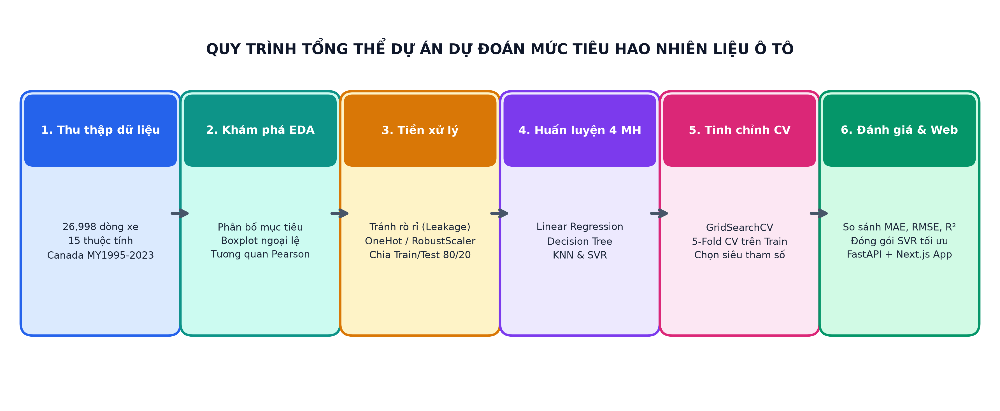 QUY TRÌNH TỔNG THỂ DỰ ÁN DỰ ĐOÁN MỨC TIÊU HAO NHIÊN LIỆU Ô TÔ
1. Thu thập dữ liệu
26,998 dòng xe
15 thuộc tính
Canada MY1995-2023
2. Khám phá EDA
Phân bố mục tiêu
Boxplot ngoại lệ
Tương quan Pearson
3. Tiền xử lý
Tránh rò rỉ (Leakage)
OneHot / RobustScaler
Chia Train/Test 80/20
4. Huấn luyện 4 MH
Linear Regression
Decision Tree
KNN & SVR
5. Tinh chỉnh CV
GridSearchCV
5-Fold CV trên Train
Chọn siêu tham số
6. Đánh giá & Web
So sánh MAE, RMSE, R²
Đóng gói SVR tối ưu
FastAPI + Next.js App